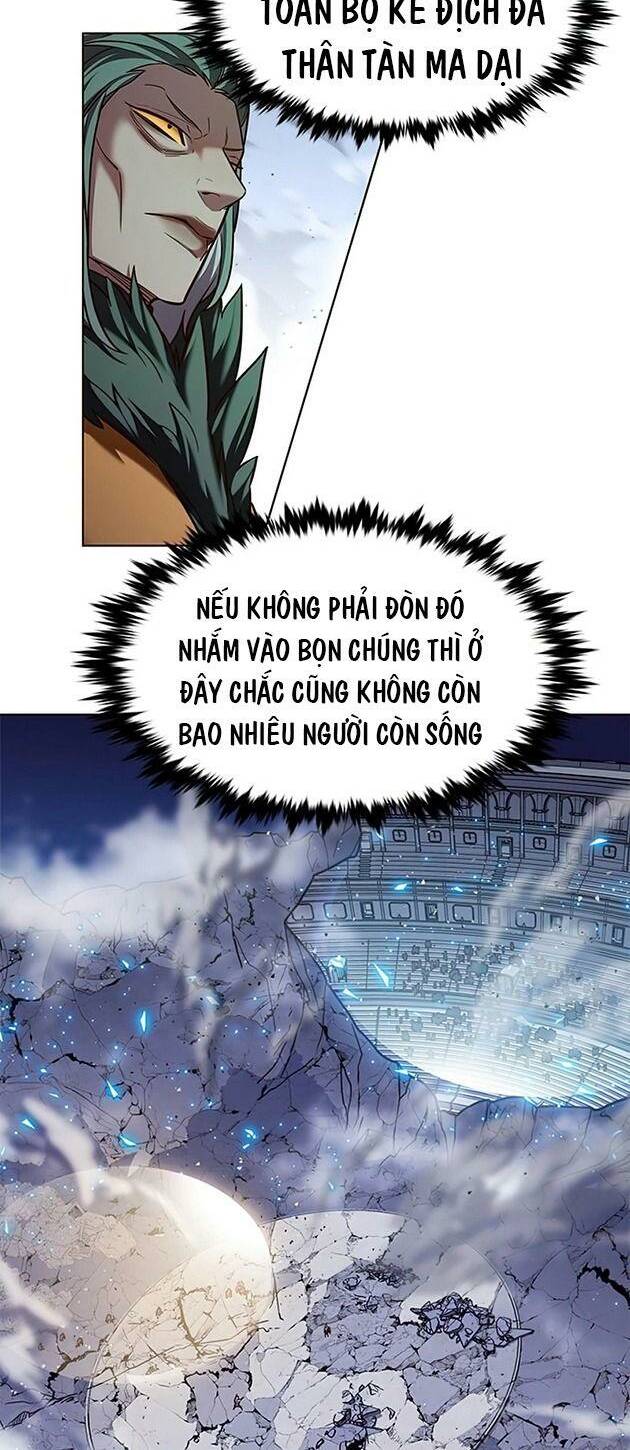 TOÀN BỘ KẺ ĐỊCH ĐÃ
THÂN TÀN MA DẠI
NẾU KHÔNG PHẢI ĐÒN ĐÓ
NHẮM VÀO BỌN CHÚNG THÌ Ở
ĐÂY CHẮC CŨNG KHÔNG CÒN
BAO NHIÊU NGƯỜI CÒN SỐNG